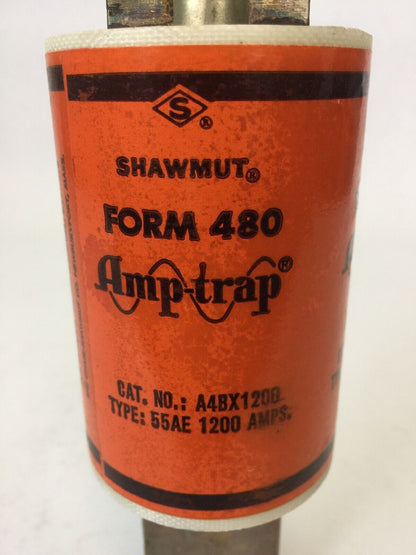 S®
SHAWMUT®
FORM 480
Amp-trap®
CAT. NO.: A4BX1200
TYPE: 55AE 1200 AMPS.